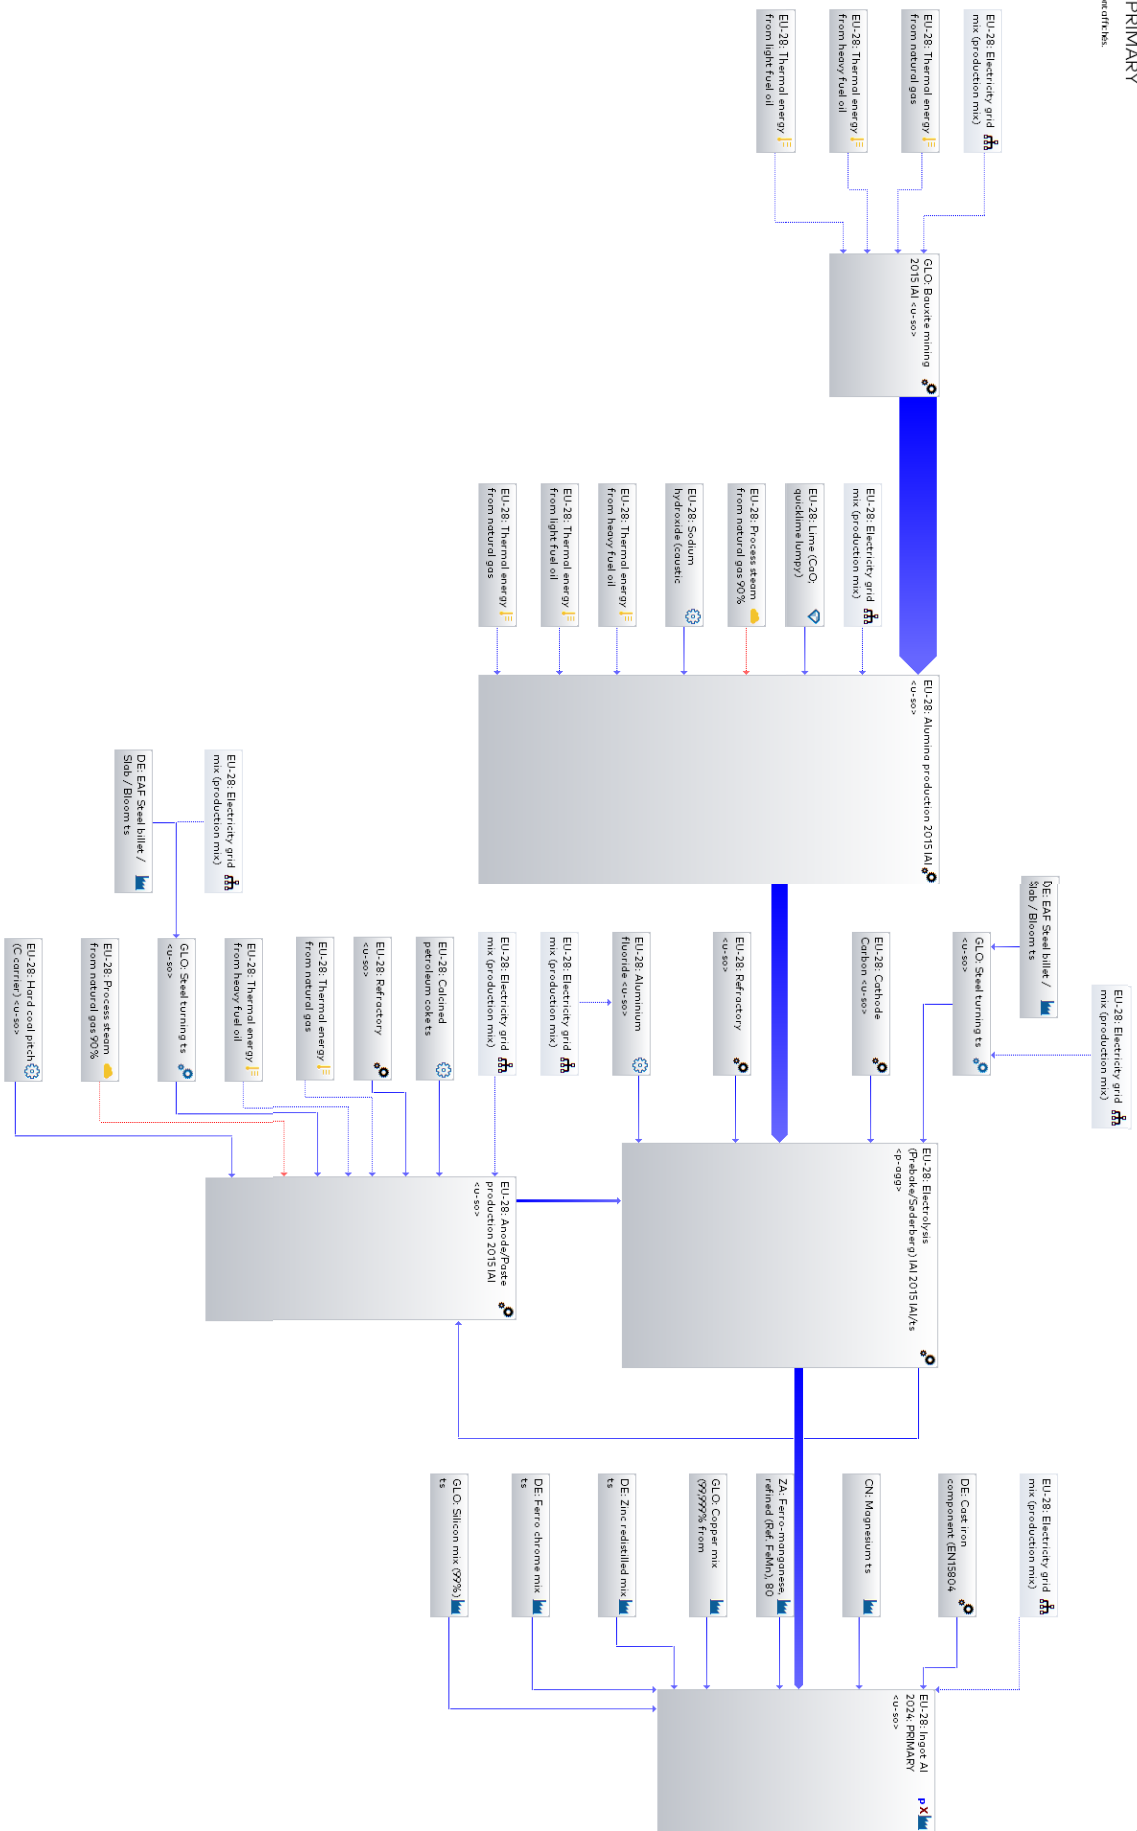 PRIMARY
nt affichés.
EU-28: Electricity grid
mix (production mix)
EU-28: Thermal energy
from natural gas
EU-28: Thermal energy
from heavy fuel oil
EU-28: Thermal energy
from light fuel oil
GLO: Bauxite mining
2015 IAI <u-so>
EU-28: Electricity grid
mix (production mix)
EU-28: Lime (CaO;
quicklime lumpy)
EU-28: Process steam
from natural gas 90%
EU-28: Sodium
hydroxide (caustic
EU-28: Thermal energy
from heavy fuel oil
EU-28: Thermal energy
from light fuel oil
EU-28: Thermal energy
from natural gas
EU-28: Alumina production 2015 IAI
<u-so>
EU-28: Electricity grid
mix (production mix)
DE: EAF Steel billet /
Slab / Bloom ts
DE: EAF Steel billet /
Slab / Bloom ts
EU-28: Electricity grid
mix (production mix)
GLO: Steel turning ts
<u-so>
EU-28: Cathode
Carbon <u-so>
EU-28: Refractory
<u-so>
EU-28: Aluminium
fluoride <u-so>
EU-28: Electricity grid
mix (production mix)
EU-28: Electricity grid
mix (production mix)
EU-28: Calcined
petroleum coke ts
EU-28: Refractory
<u-so>
EU-28: Thermal energy
from natural gas
EU-28: Thermal energy
from heavy fuel oil
GLO: Steel turning ts
<u-so>
EU-28: Process steam
from natural gas 90%
EU-28: Hard coal pitch
(C carrier) <u-so>
EU-28: Electrolysis
(Prebake/Søderberg) IAI 2015 IAI/ts
<p-agg>
EU-28: Anode/Paste
production 2015 IAI
<u-so>
EU-28: Electricity grid
mix (production mix)
DE: Cast iron
component (EN15804
CN: Magnesium ts
ZA: Ferro-manganese,
refined (Ref. FeMn), 80
GLO: Copper mix
(99,999% from
DE: Zinc redistilled mix
ts
DE: Ferro chrome mix
ts
GLO: Silicon mix (99%)
ts
EU-28: Ingot Al
2024: PRIMARY
<u-so>
pX